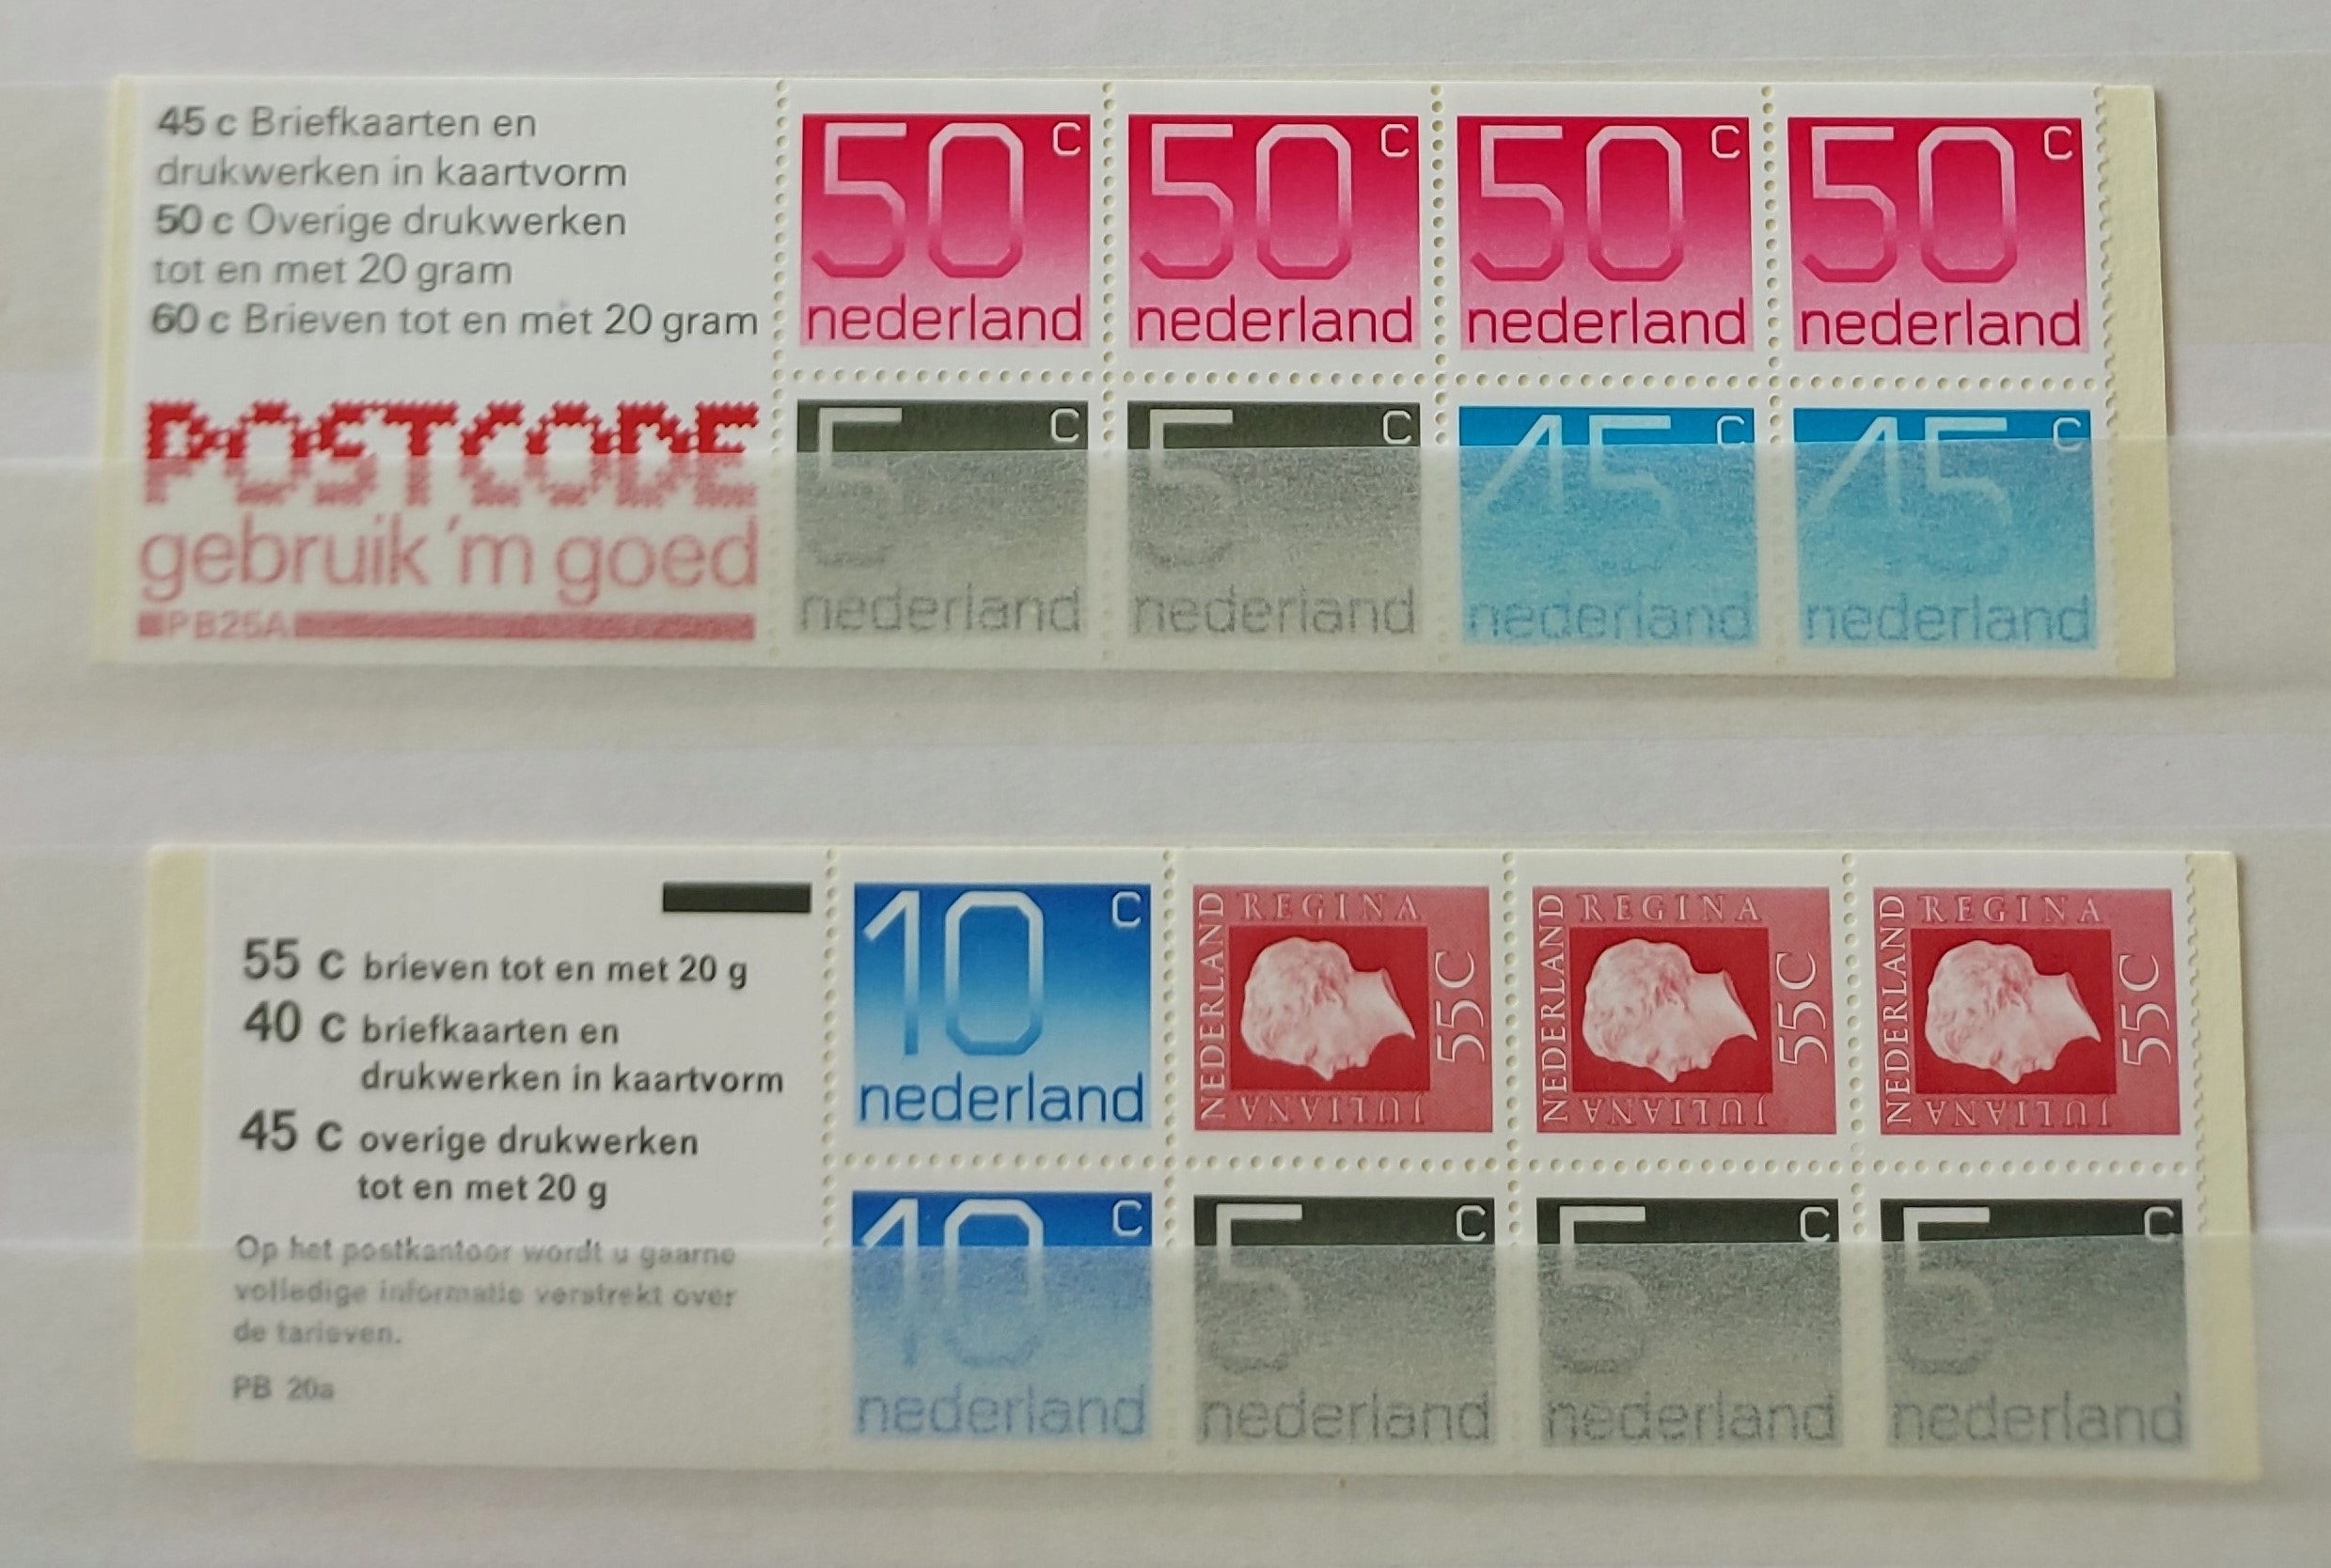 45 c Briefkaarten en
drukwerken in kaartvorm
50 c Overige drukwerken
tot en met 20 gram
60 c Brieven tot en met 20 gram
POSTCODE
gebruik 'm goed
PB25A
50 c
nederland
50 c
nederland
50 c
nederland
50 c
nederland
5 c
nederland
5 c
nederland
45 c
nederland
45 c
nederland
55 c brieven tot en met 20 g
40 c briefkaarten en
drukwerken in kaartvorm
45 c overige drukwerken
tot en met 20 g
Op het postkantoor wordt u gaarne
volledige informatie verstrekt over
de tarieven.
PB 20a
10 c
nederland
NEDERLAND
REGINA
55C
JULIANA
NEDERLAND
REGINA
55C
JULIANA
NEDERLAND
REGINA
55C
JULIANA
10 c
nederland
5 c
nederland
5 c
nederland
5 c
nederland